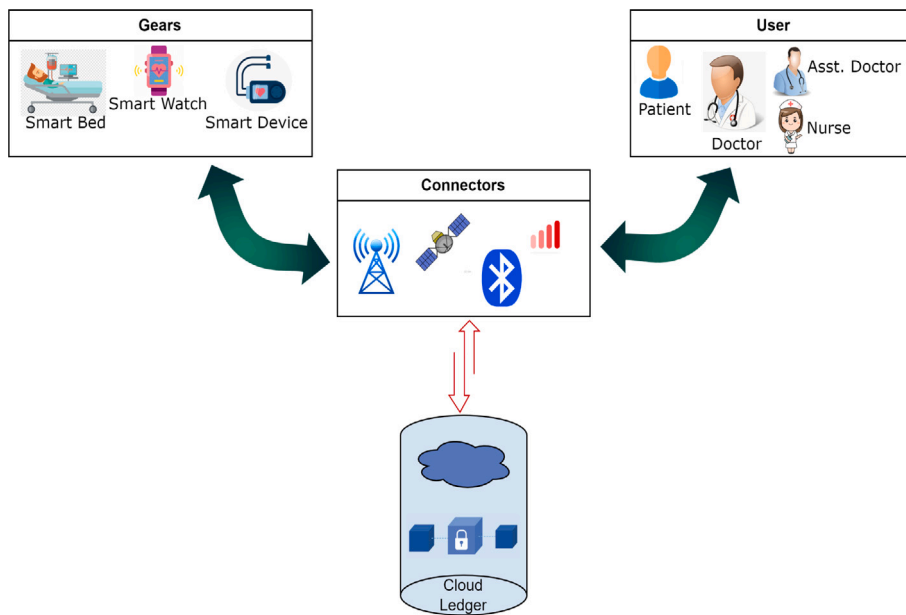 Gears
Smart Bed
Smart Watch
Smart Device
User
Patient
Doctor
Asst. Doctor
Nurse
Connectors
Cloud
Ledger